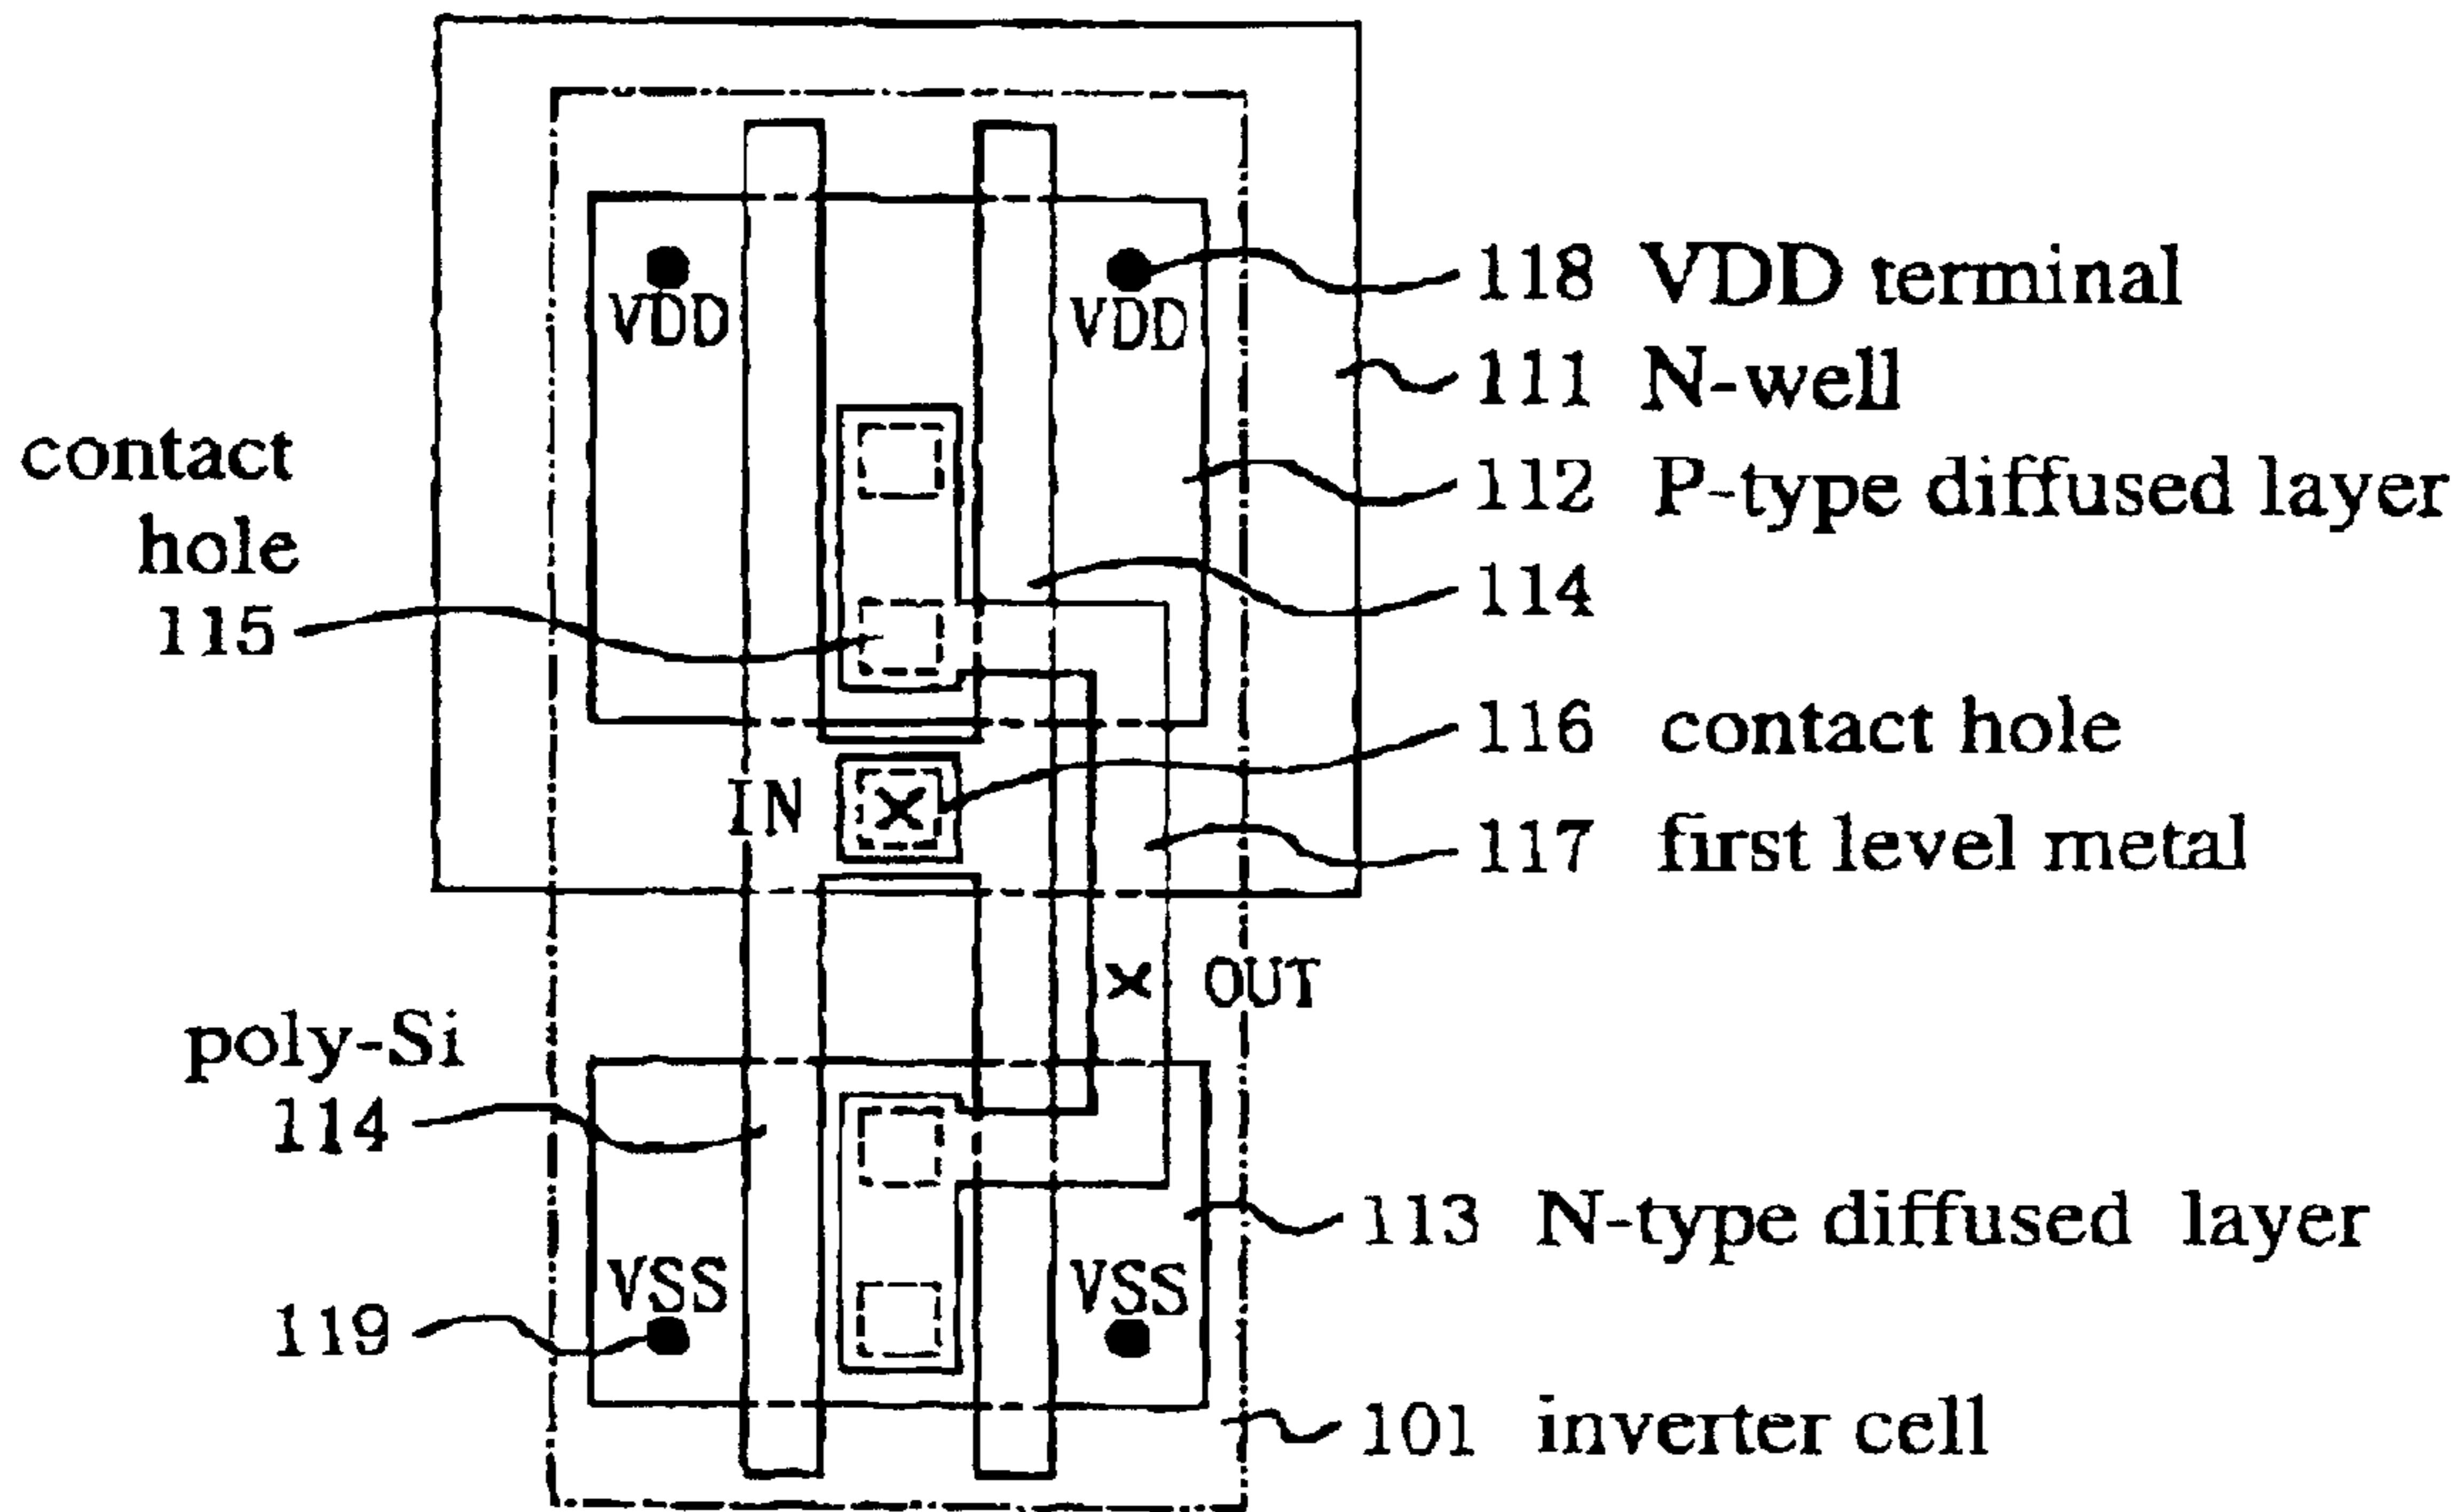 118 VDD terminal
VDD
VDD
111 N-well
contact
hole
115
112 P-type diffused layer
114
116 contact hole
IN
117 first level metal
OUT
poly-Si
114
113 N-type diffused layer
VSS
VSS
119
101 inverter cell